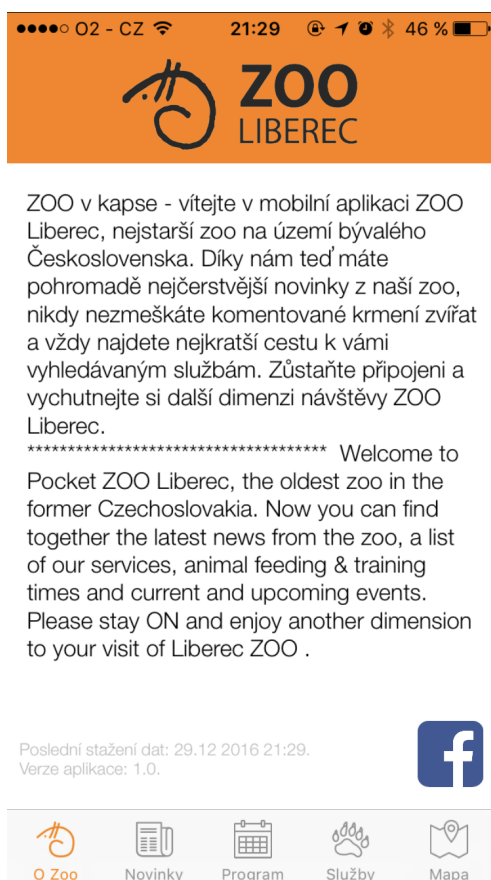 O2 - CZ 21:29 46 %
ZOO
LIBEREC
ZOO v kapse - vítejte v mobilní aplikaci ZOO
Liberec, nejstarší zoo na území bývalého
Československa. Díky nám teď máte
pohromadě nejčerstvější novinky z naší zoo,
nikdy nezmeškáte komentované krmení zvířat
a vždy najdete nejkratší cestu k vámi
vyhledávaným službám. Zůstaňte připojeni a
vychutnejte si další dimenzi návštěvy ZOO
Liberec.
************************************* Welcome to
Pocket ZOO Liberec, the oldest zoo in the
former Czechoslovakia. Now you can find
together the latest news from the zoo, a list
of our services, animal feeding & training
times and current and upcoming events.
Please stay ON and enjoy another dimension
to your visit of Liberec ZOO .
Poslední stažení dat: 29.12 2016 21:29.
Verze aplikace: 1.0.
O Zoo Novinky Program Služby Mapa